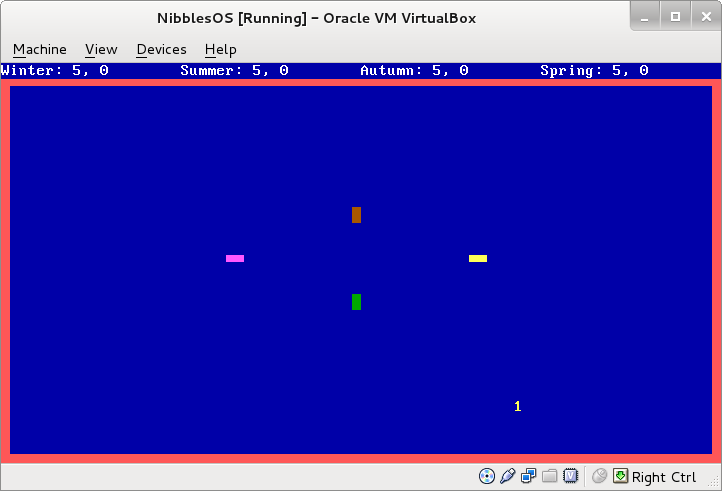 NibblesOS [Running] - Oracle VM VirtualBox
Machine View Devices Help
Winter: 5, 0 Summer: 5, 0 Autumn: 5, 0 Spring: 5, 0
1
Right Ctrl